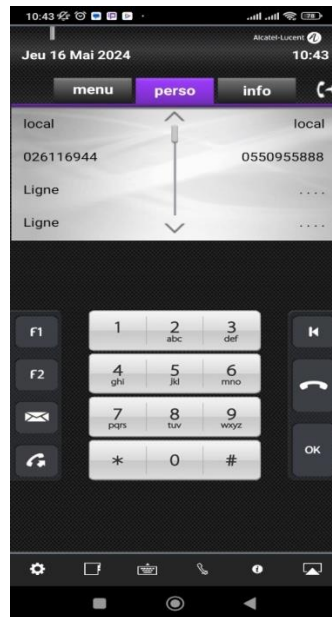 10:43
78
Alcatel-Lucent
Jeu 16 Mai 2024 10:43
menu perso info
local local
026116944 0550955888
Ligne ....
Ligne ....
F1
F2
OK
1 2 3
abc def
4 5 6
ghi jkl mno
7 8 9
pqrs tuv wxyz
* 0 #